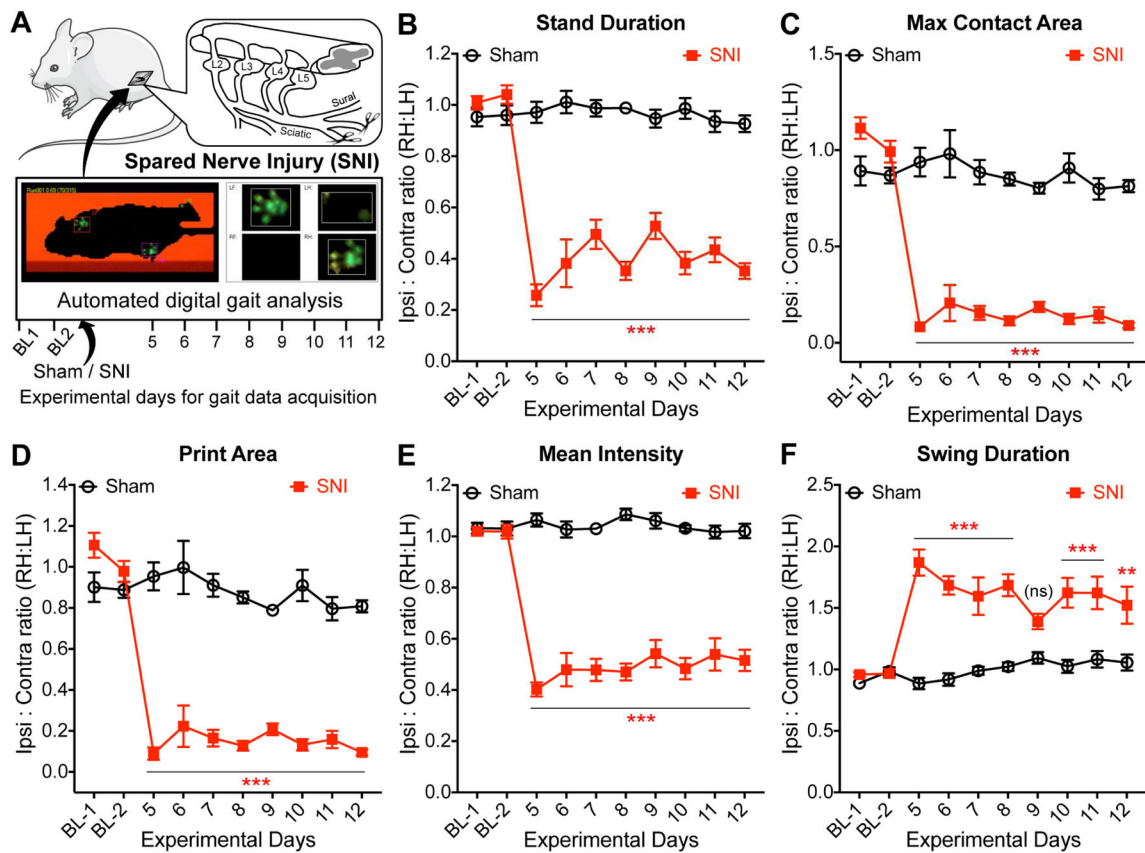 A
L2
L3
L4
L5
Sural
Sciatic
Spared Nerve Injury (SNI)
Run001 0.69 (70/315)
LF:
LH:
RF:
RH:
Automated digital gait analysis
BL1 BL2 5 6 7 8 9 10 11 12
Sham / SNI
Experimental days for gait data acquisition
B
Stand Duration
Sham SNI
Ipsi : Contra ratio (RH:LH)
1.2
1.0
0.8
0.6
0.4
0.2
0.0
***
BL-1 BL-2 5 6 7 8 9 10 11 12
Experimental Days
C
Max Contact Area
Sham SNI
Ipsi : Contra ratio (RH:LH)
1.5
1.0
0.5
0.0
***
BL-1 BL-2 5 6 7 8 9 10 11 12
Experimental Days
D
Print Area
Sham SNI
Ipsi : Contra ratio (RH:LH)
1.4
1.2
1.0
0.8
0.6
0.4
0.2
0.0
***
BL-1 BL-2 5 6 7 8 9 10 11 12
Experimental Days
E
Mean Intensity
Sham SNI
Ipsi : Contra ratio (RH:LH)
1.2
1.0
0.8
0.6
0.4
0.2
0.0
***
BL-1 BL-2 5 6 7 8 9 10 11 12
Experimental Days
F
Swing Duration
Sham SNI
Ipsi : Contra ratio (RH:LH)
2.5
2.0
1.5
1.0
0.5
0.0
***
(ns)
***
**
BL-1 BL-2 5 6 7 8 9 10 11 12
Experimental Days